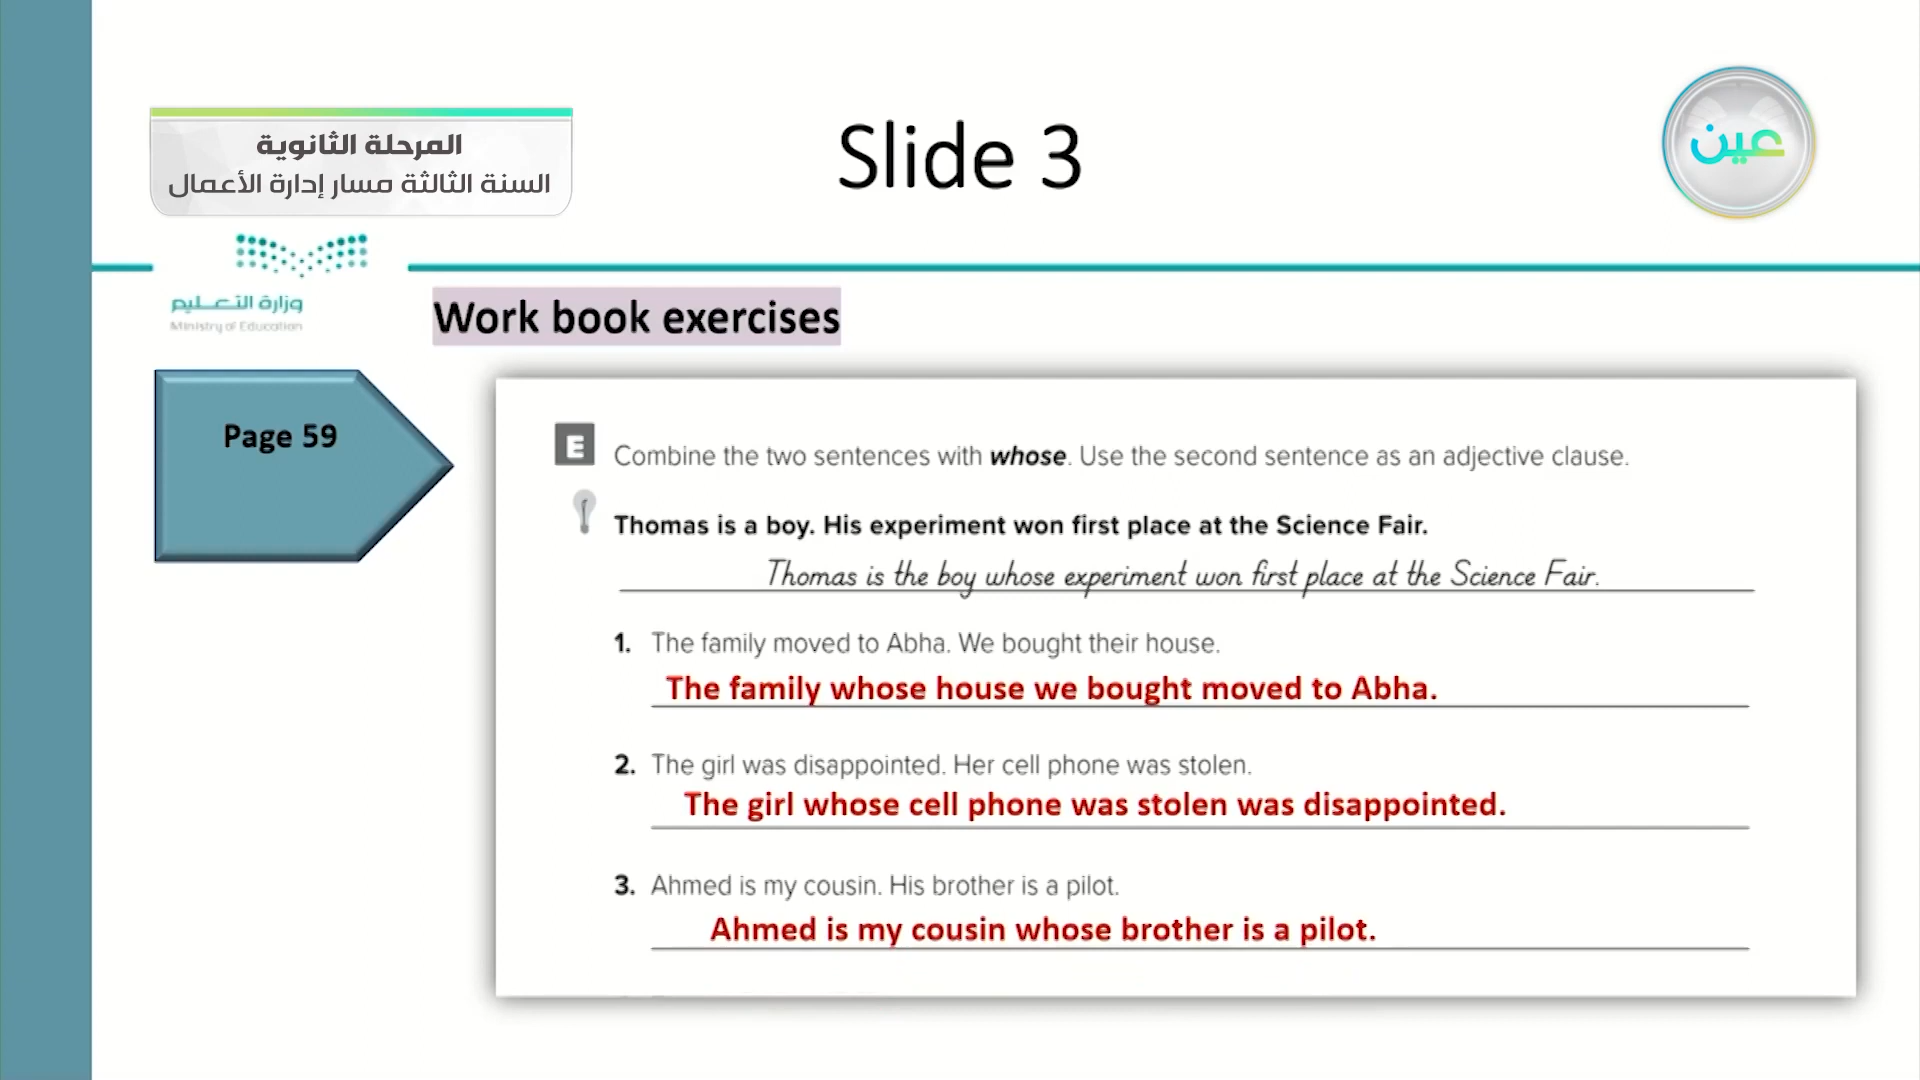 المرحلة الثانوية
السنة الثالثة مسار إدارة الأعمال
Slide 3
عين
وزارة التعليم
Ministry of Education
Work book exercises
Page 59
E Combine the two sentences with whose. Use the second sentence as an adjective clause.
Thomas is a boy. His experiment won first place at the Science Fair.
Thomas is the boy whose experiment won first place at the Science Fair.
1. The family moved to Abha. We bought their house.
The family whose house we bought moved to Abha.
2. The girl was disappointed. Her cell phone was stolen.
The girl whose cell phone was stolen was disappointed.
3. Ahmed is my cousin. His brother is a pilot.
Ahmed is my cousin whose brother is a pilot.